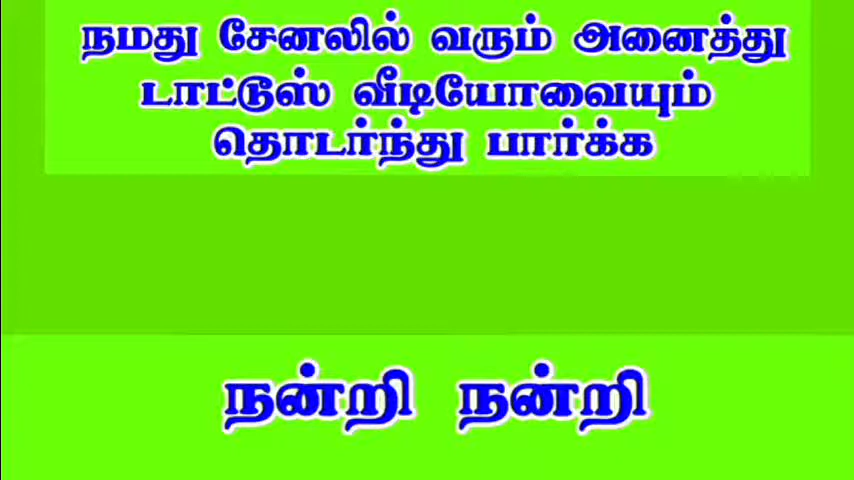 நமது சேனலில் வரும் அனைத்து
டாட்டூஸ் வீடியோவையும்
தொடர்ந்து பார்க்க
நன்றி நன்றி